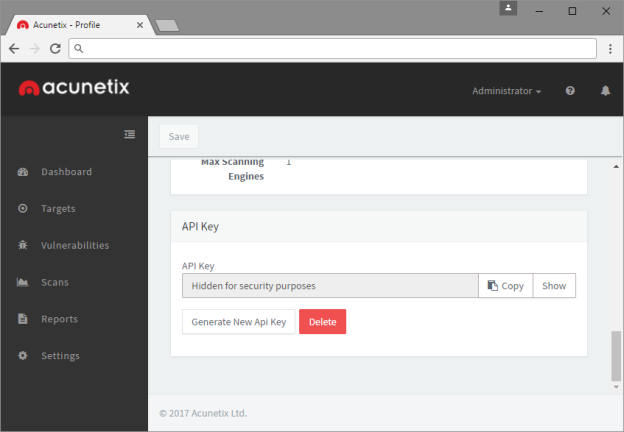 Acunetix - Profile
acunetix
Administrator
Save
Dashboard
Targets
Vulnerabilities
Scans
Reports
Settings
Max Scanning 1
Engines
API Key
API Key
Hidden for security purposes Copy Show
Generate New Api Key Delete
© 2017 Acunetix Ltd.